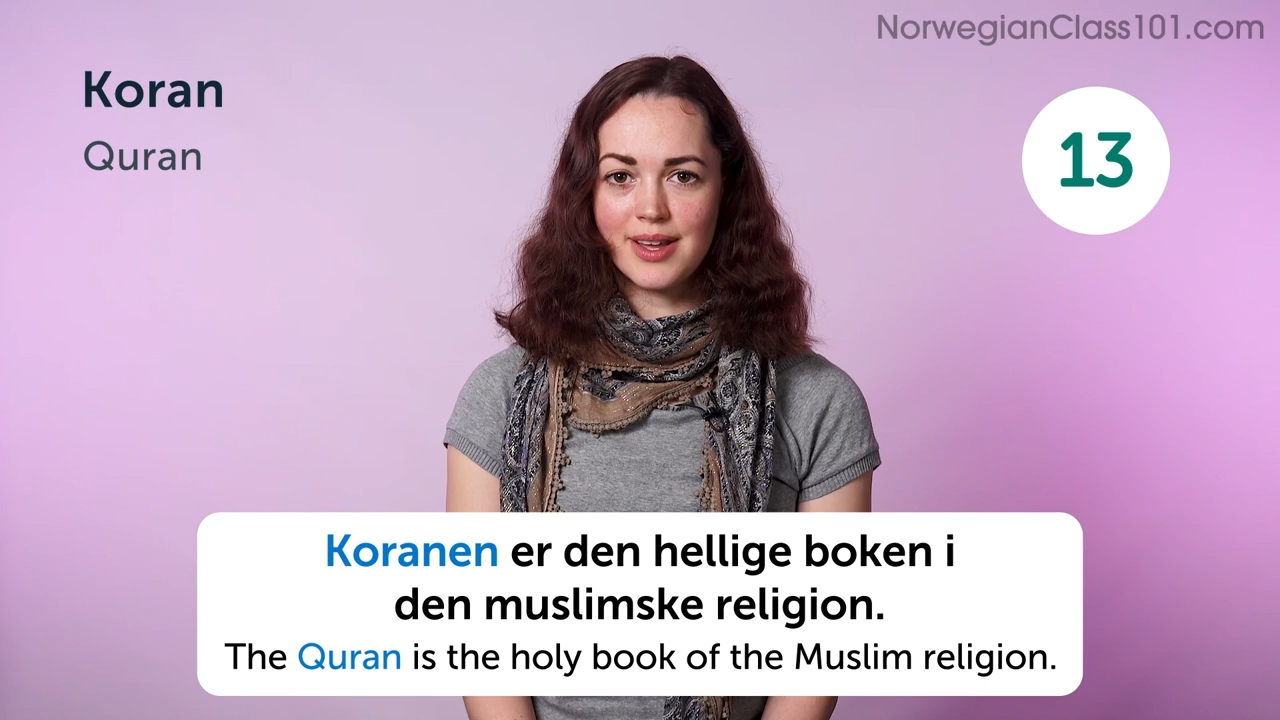 NorwegianClass101.com
Koran
Quran
13
Koranen er den hellige boken i
den muslimske religion.
The Quran is the holy book of the Muslim religion.